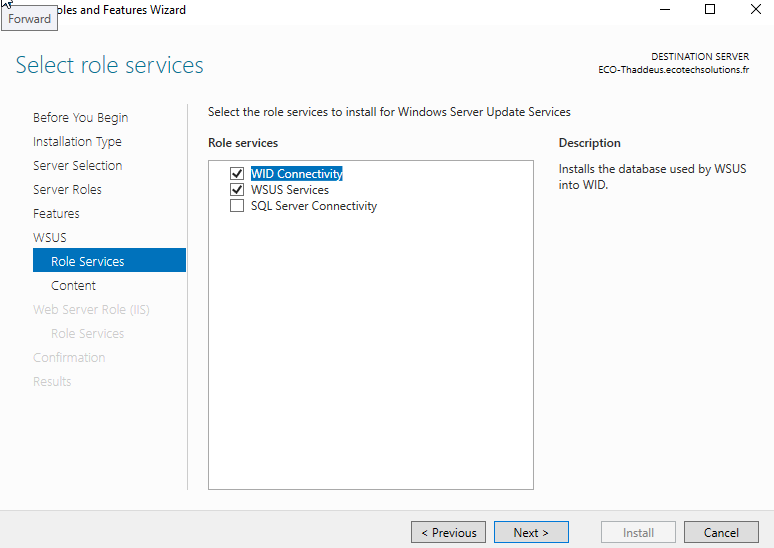 oles and Features Wizard
Forward
Select role services
DESTINATION SERVER
ECO-Thaddeus.ecotechsolutions.fr
Before You Begin
Installation Type
Server Selection
Server Roles
Features
WSUS
Role Services
Content
Web Server Role (IIS)
Role Services
Confirmation
Results
Select the role services to install for Windows Server Update Services
Role services
WID Connectivity
WSUS Services
SQL Server Connectivity
Description
Installs the database used by WSUS
into WID.
< Previous
Next >
Install
Cancel